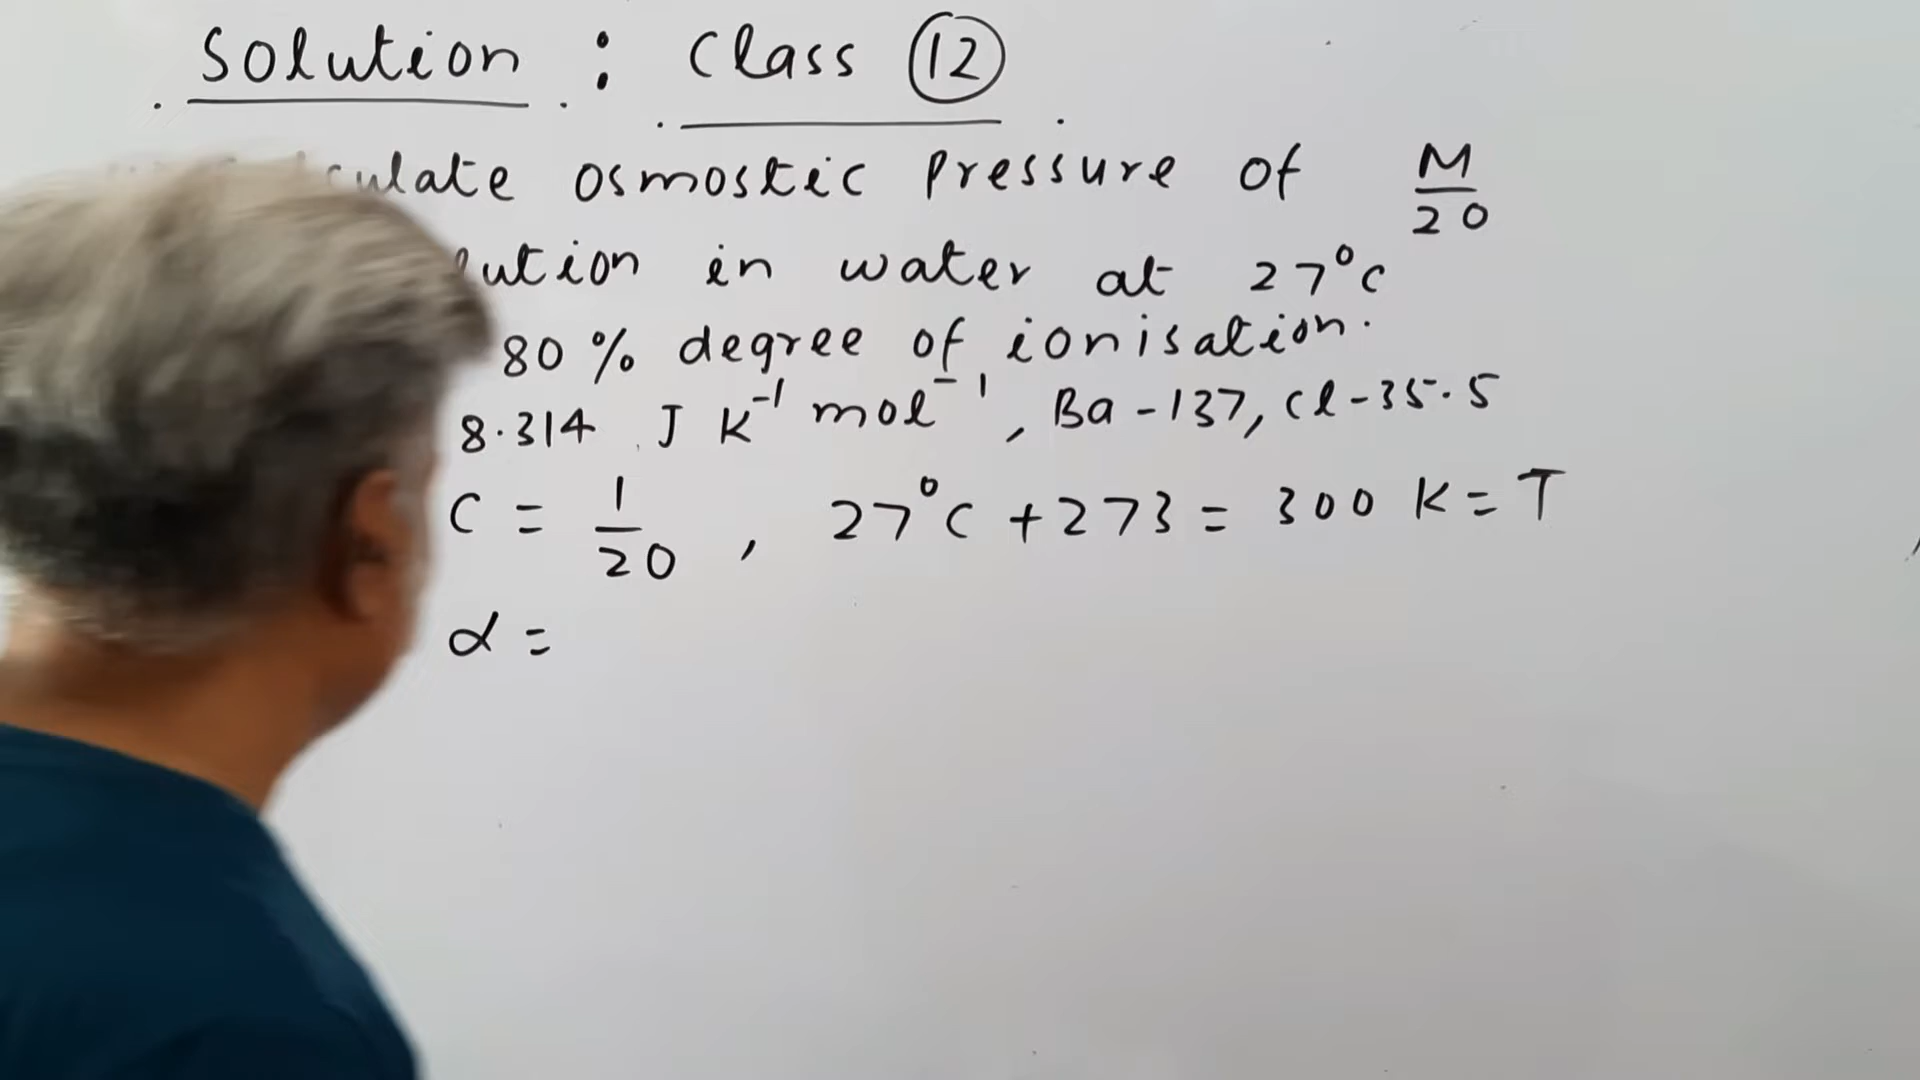 Solution : Class 12
culate osmostic Pressure of M/20
lution in water at 27°C
80 % degree of ionisation.
8.314 J K⁻¹ mol⁻¹, Ba - 137, Cl - 35.5
C = 1/20 , 27°C + 273 = 300 K = T
α =